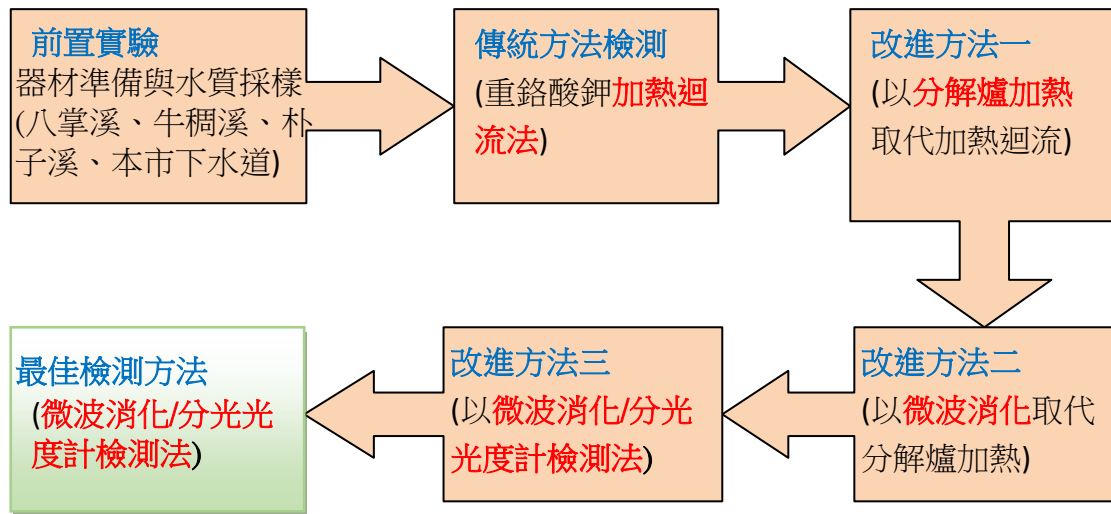 前置實驗
器材準備與水質採樣
(八掌溪、牛稠溪、朴
子溪、本市下水道)
傳統方法檢測
(重鉻酸鉀加熱迴
流法)
改進方法一
(以分解爐加熱
取代加熱迴流)
改進方法二
(以微波消化取代
分解爐加熱)
改進方法三
(以微波消化/分光
光度計檢測法)
最佳檢測方法
(微波消化/分光光
度計檢測法)